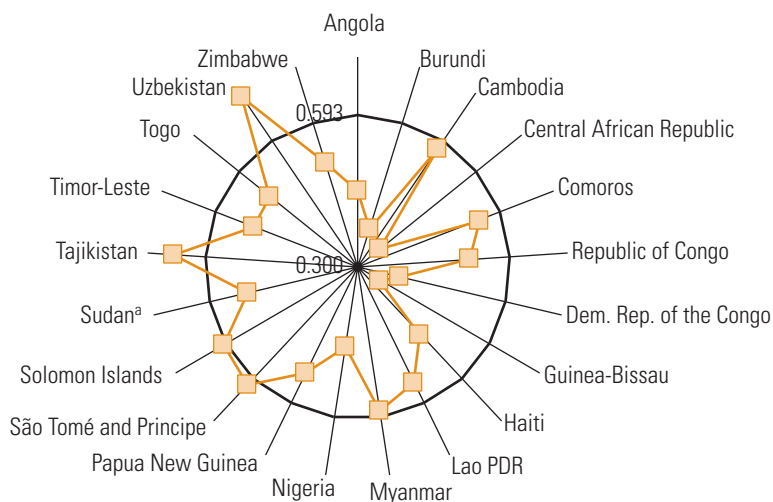 Angola
Zimbabwe
Burundi
Uzbekistan
Cambodia
0.593
Togo
Central African Republic
Timor-Leste
Comoros
Tajikistan
Republic of Congo
0.300
Sudanª
Dem. Rep. of the Congo
Solomon Islands
Guinea-Bissau
São Tomé and Principe
Haiti
Papua New Guinea
Lao PDR
Nigeria
Myanmar